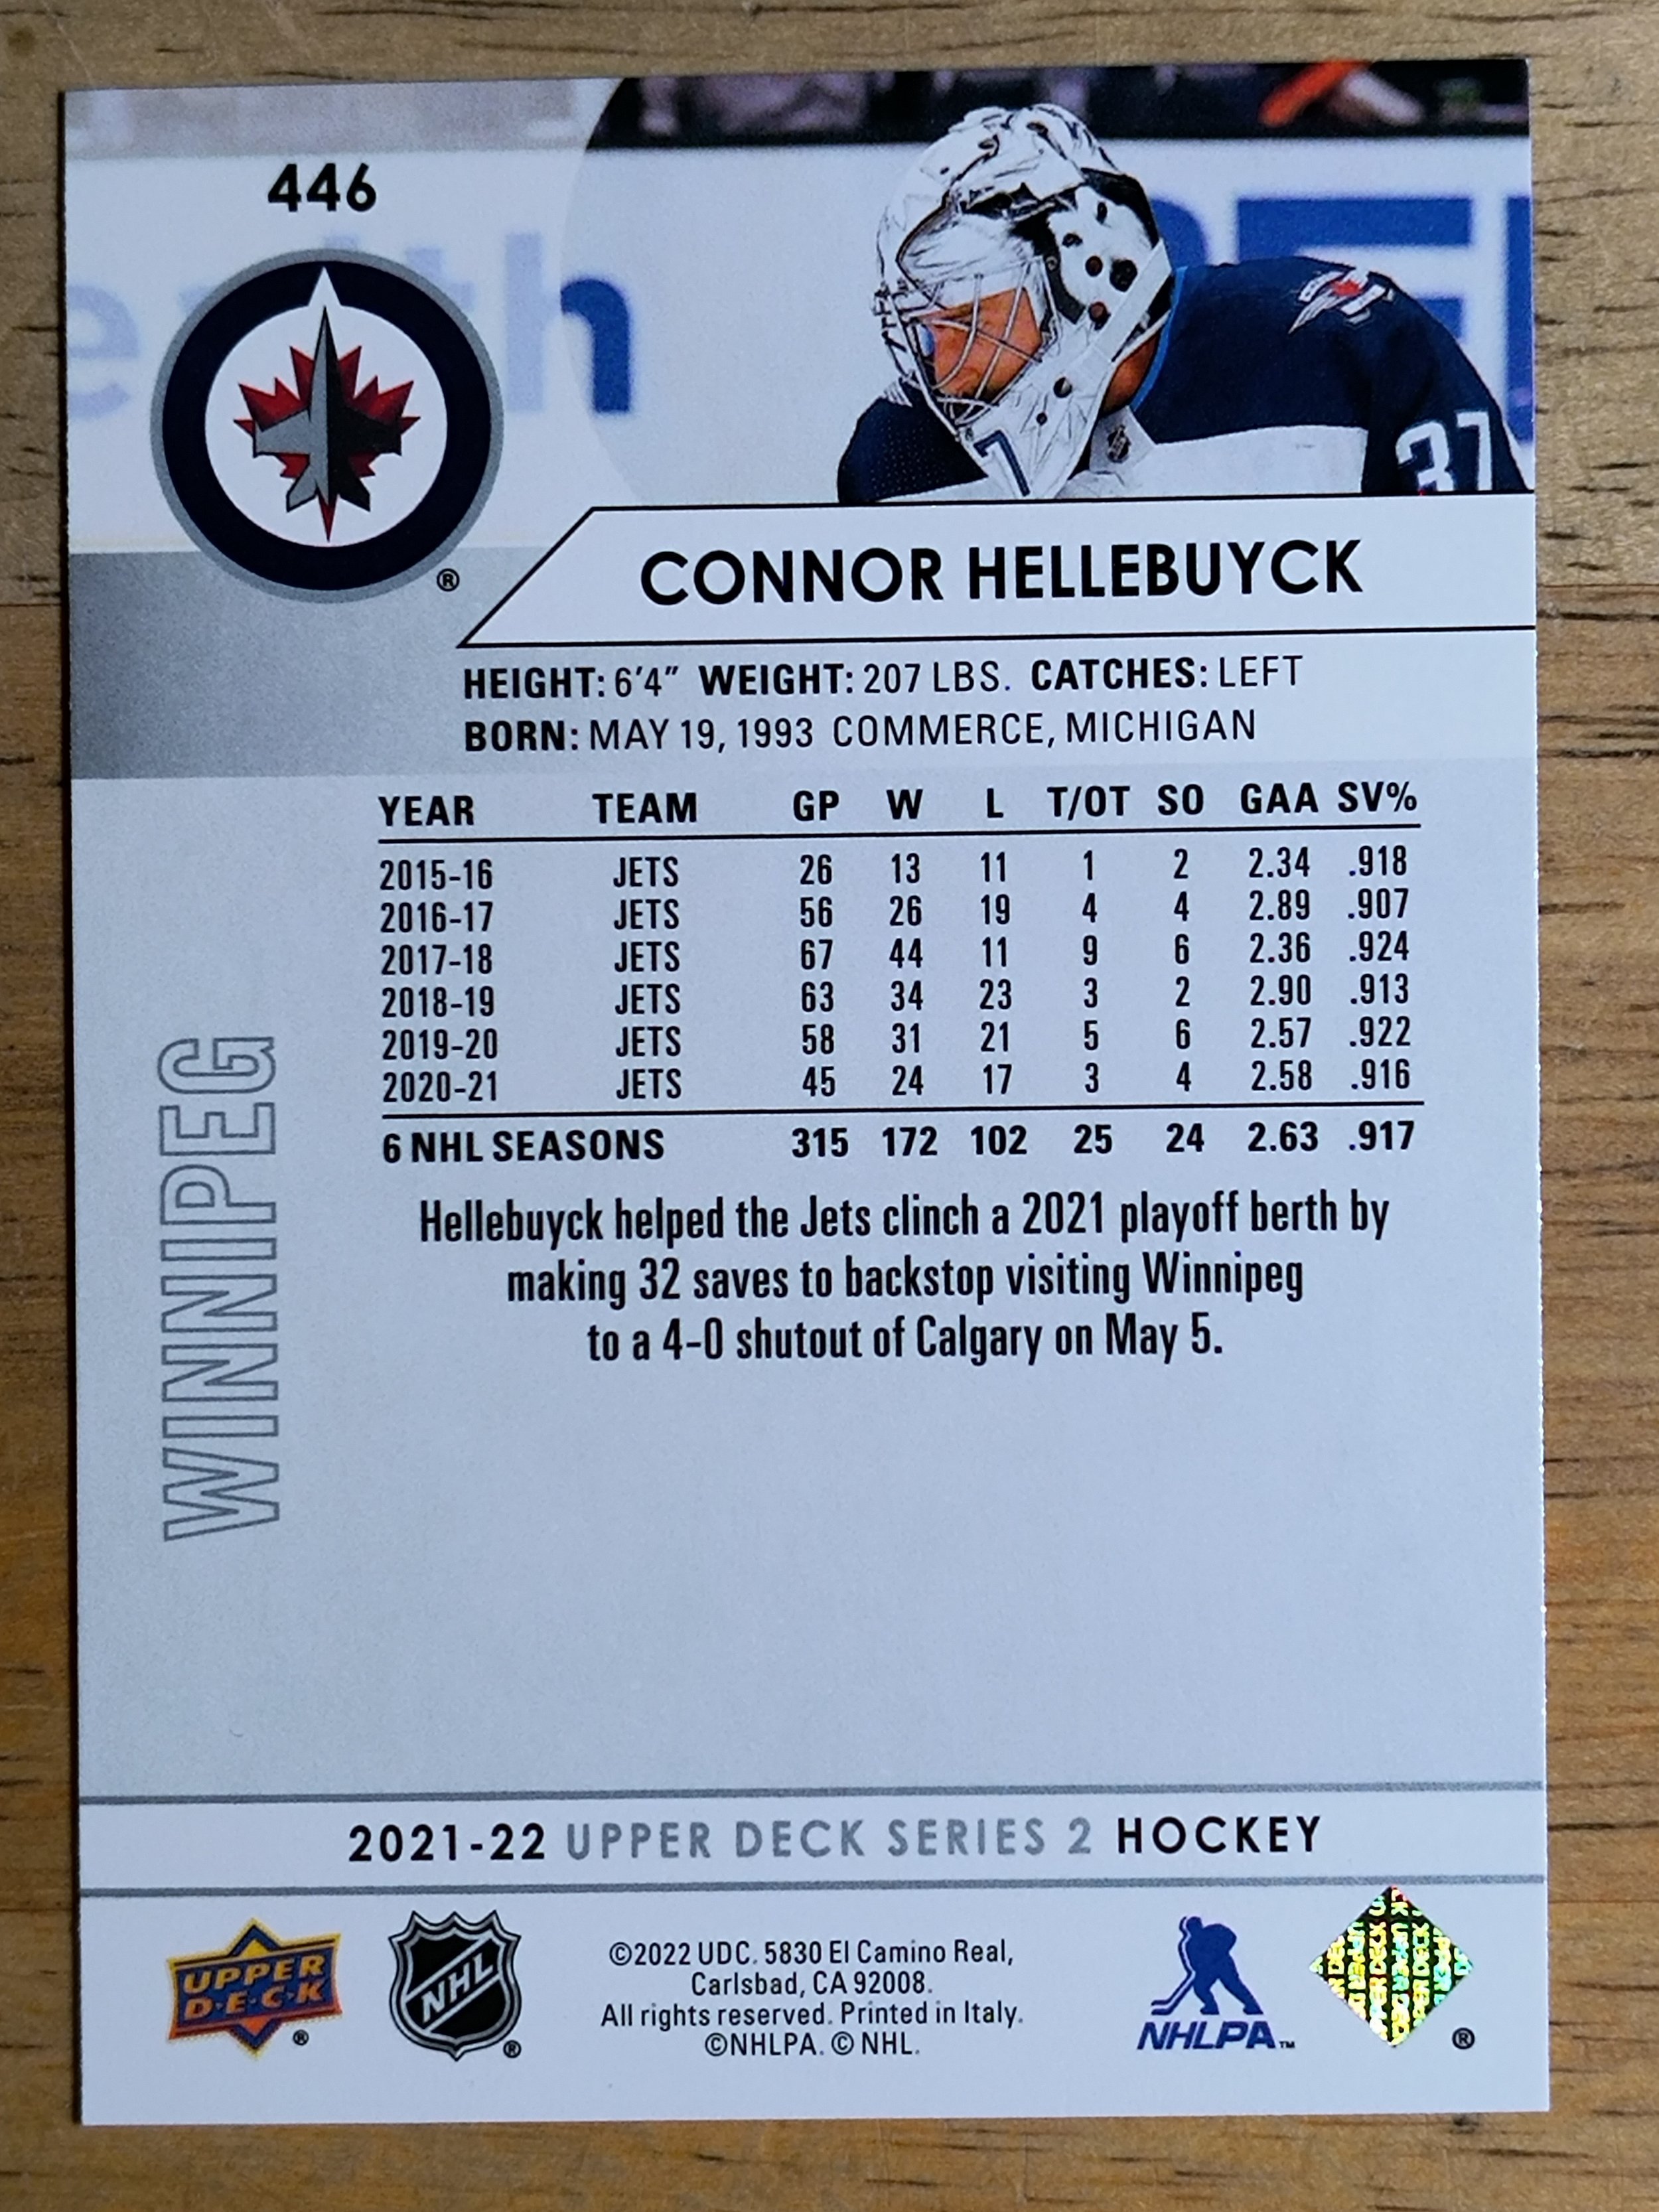 446
ealth
®
37
7
CONNOR HELLEBUYCK
HEIGHT: 6'4" WEIGHT: 207 LBS. CATCHES: LEFT
BORN: MAY 19, 1993 COMMERCE, MICHIGAN
YEAR TEAM GP W L T/OT SO GAA SV%
2015-16 JETS 26 13 11 1 2 2.34 .918
2016-17 JETS 56 26 19 4 4 2.89 .907
2017-18 JETS 67 44 11 9 6 2.36 .924
2018-19 JETS 63 34 23 3 2 2.90 .913
2019-20 JETS 58 31 21 5 6 2.57 .922
2020-21 JETS 45 24 17 3 4 2.58 .916
6 NHL SEASONS 315 172 102 25 24 2.63 .917
WINNIPEG
Hellebuyck helped the Jets clinch a 2021 playoff berth by
making 32 saves to backstop visiting Winnipeg
to a 4-0 shutout of Calgary on May 5.
2021-22 UPPER DECK SERIES 2 HOCKEY
UPPER
D·E·C·K
®
NHL
®
©2022 UDC. 5830 El Camino Real,
Carlsbad, CA 92008.
All rights reserved. Printed in Italy.
©NHLPA. © NHL.
NHLPA™
UPPER DECK
®